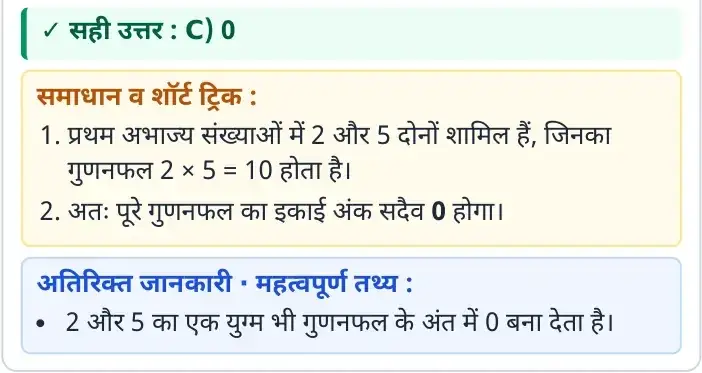 ✓ सही उत्तर : C) 0
समाधान व शॉर्ट ट्रिक :
1. प्रथम अभाज्य संख्याओं में 2 और 5 दोनों शामिल हैं, जिनका
गुणनफल 2 × 5 = 10 होता है।
2. अतः पूरे गुणनफल का इकाई अंक सदैव 0 होगा।
अतिरिक्त जानकारी · महत्वपूर्ण तथ्य :
• 2 और 5 का एक युग्म भी गुणनफल के अंत में 0 बना देता है।